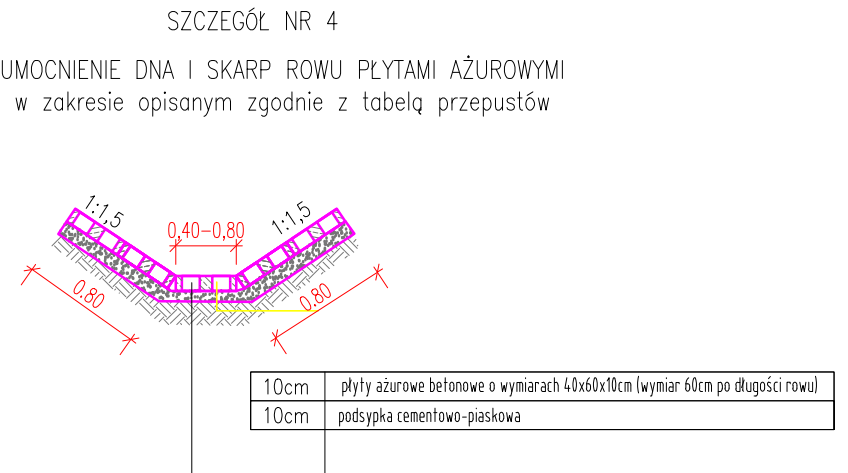 SZCZEGÓŁ NR 4
UMOCNIENIE DNA I SKARP ROWU PŁYTAMI AŻUROWYMI
w zakresie opisanym zgodnie z tabelą przepustów
1:1,5
0,40-0,80
1:1,5
0.80
0.80
10cm płyty ażurowe betonowe o wymiarach 40x60x10cm (wymiar 60cm po długości rowu)
10cm podsypka cementowo-piaskowa